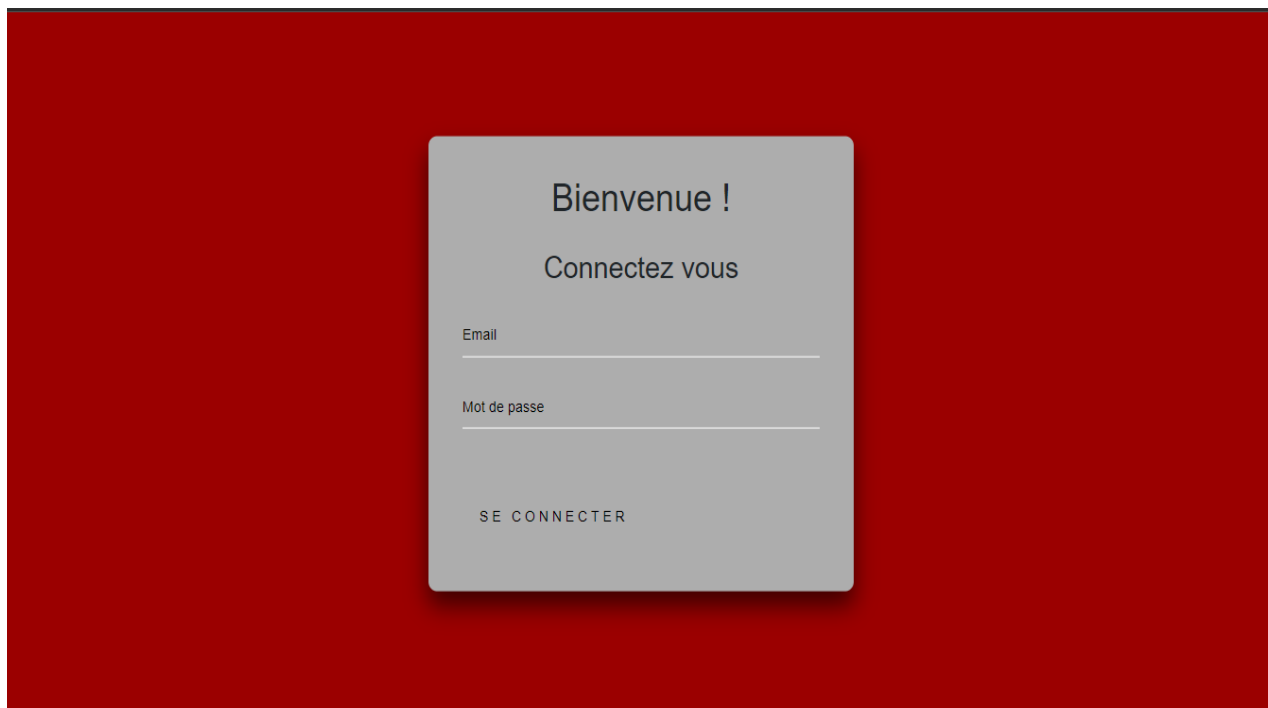 Bienvenue !
Connectez vous
Email
Mot de passe
SE CONNECTER